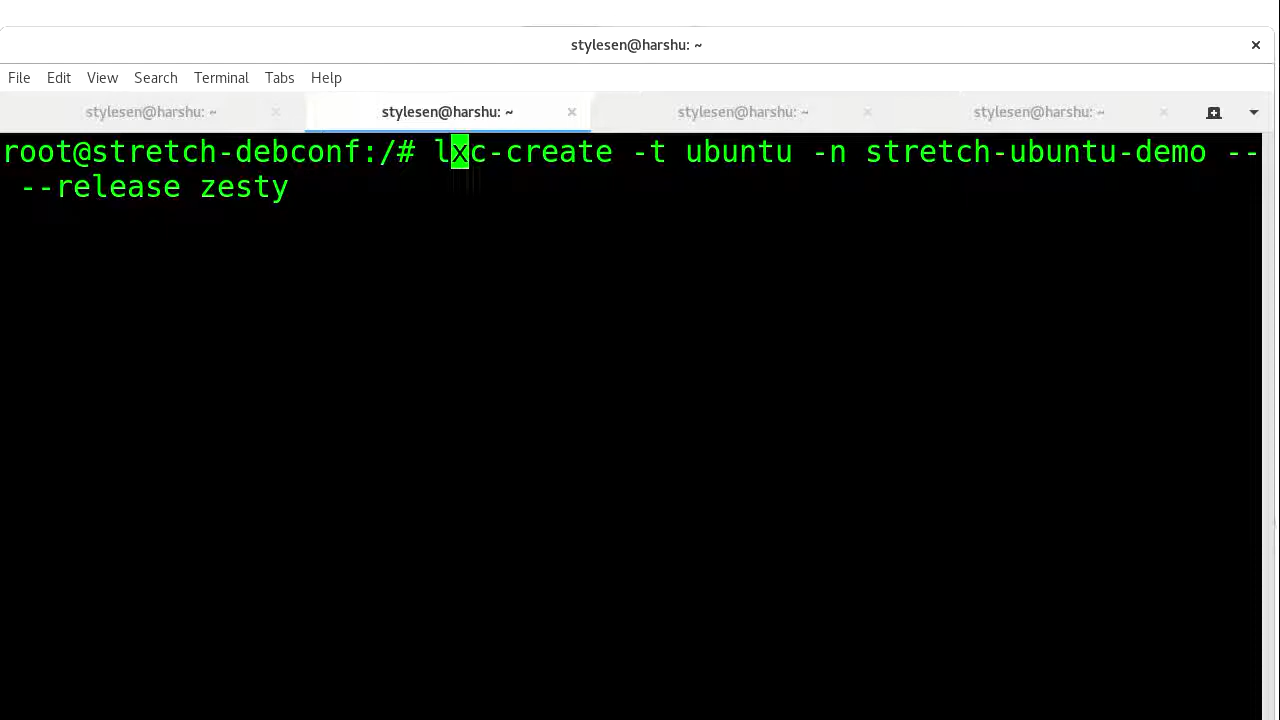 stylesen@harshu: ~
File Edit View Search Terminal Tabs Help
stylesen@harshu: ~ stylesen@harshu: ~ stylesen@harshu: ~ stylesen@harshu: ~
root@stretch-debconf:/# lxc-create -t ubuntu -n stretch-ubuntu-demo --
--release zesty